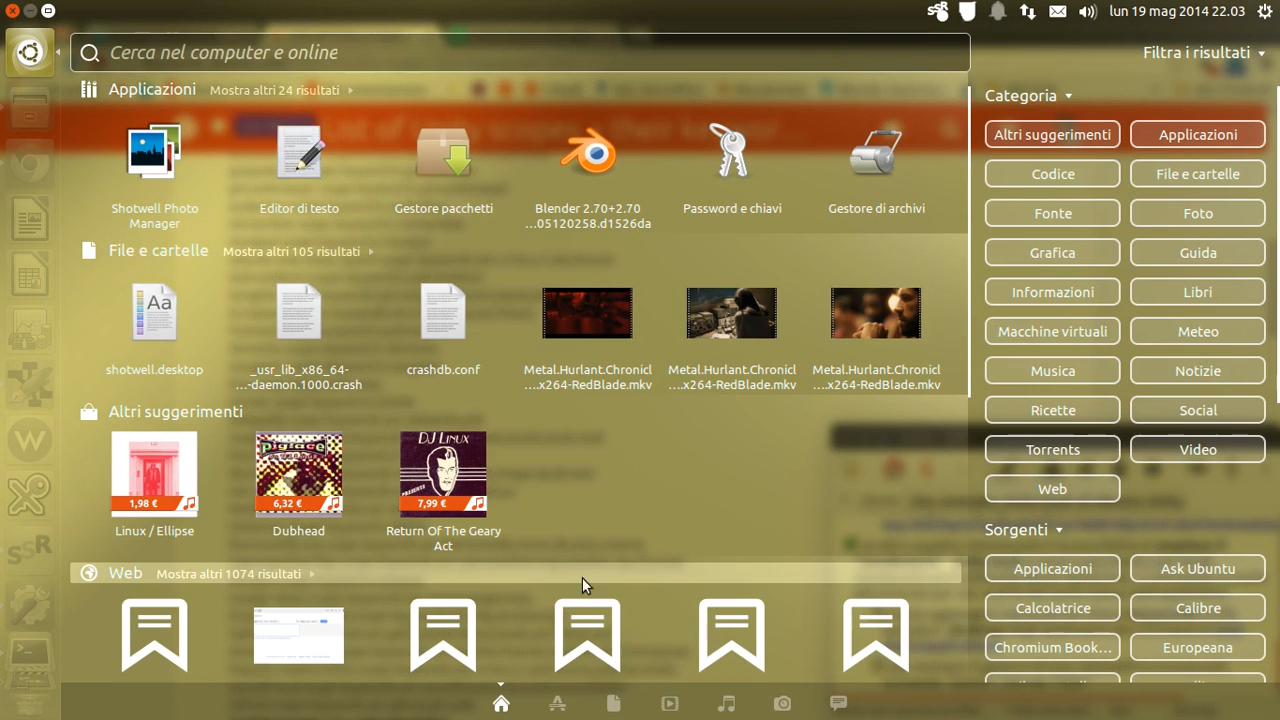 lun 19 mag 2014 22.03
Cerca nel computer e online
Filtra i risultati
Applicazioni Mostra altri 24 risultati
Shotwell Photo Manager
Editor di testo
Gestore pacchetti
Blender 2.70+2.70 ...05120258.d1526da
Password e chiavi
Gestore di archivi
File e cartelle Mostra altri 105 risultati
Aa
shotwell.desktop
_usr_lib_x86_64-...-daemon.1000.crash
crashdb.conf
Metal.Hurlant.Chronicl....x264-RedBlade.mkv
Metal.Hurlant.Chronicl....x264-RedBlade.mkv
Metal.Hurlant.Chronicl....x264-RedBlade.mkv
Altri suggerimenti
1,98 €
Pigface
6,32 €
DJ LINUX
PRESENTS
7,99 €
Linux / Ellipse
Dubhead
Return Of The Geary Act
Web Mostra altri 1074 risultati
Categoria
Altri suggerimenti
Applicazioni
Codice
File e cartelle
Fonte
Foto
Grafica
Guida
Informazioni
Libri
Macchine virtuali
Meteo
Musica
Notizie
Ricette
Social
Torrents
Video
Web
Sorgenti
Applicazioni
Ask Ubuntu
Calcolatrice
Calibre
Chromium Book...
Europeana
W
SSR